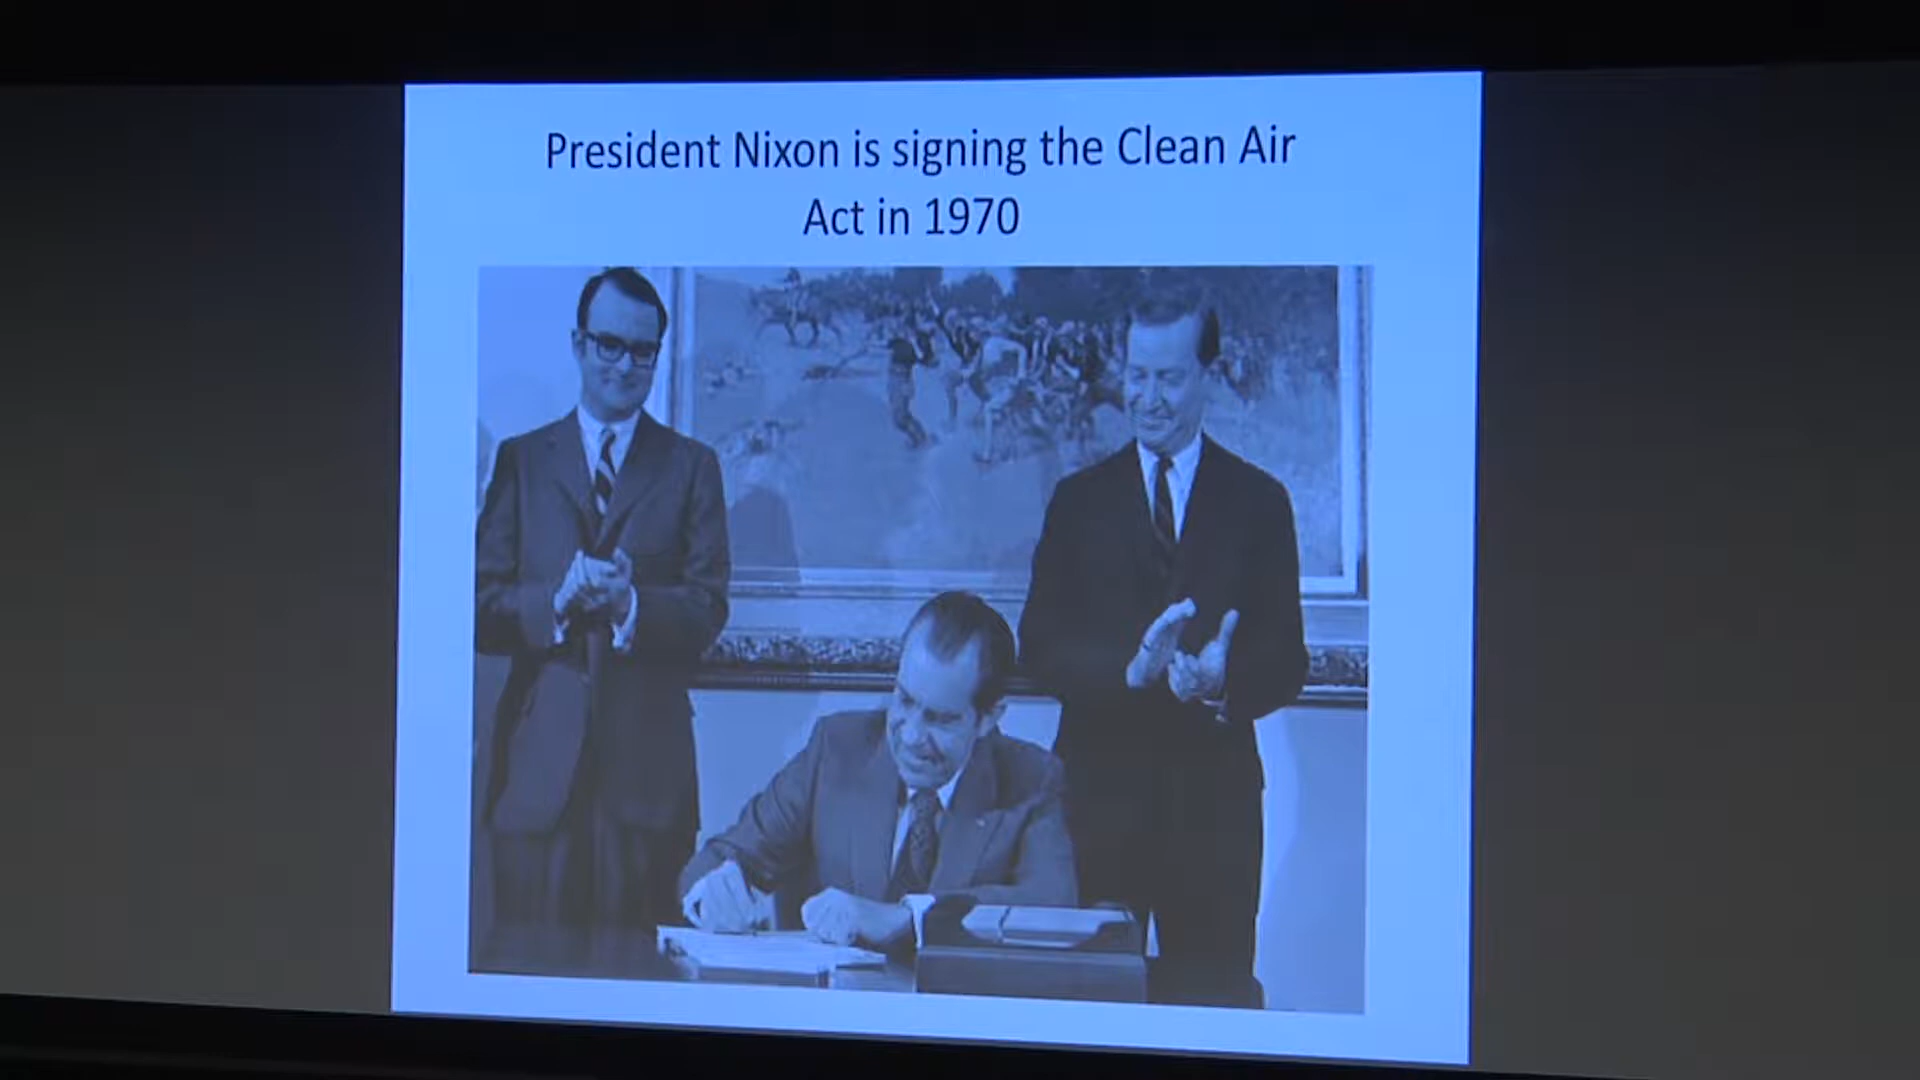 President Nixon is signing the Clean Air
Act in 1970